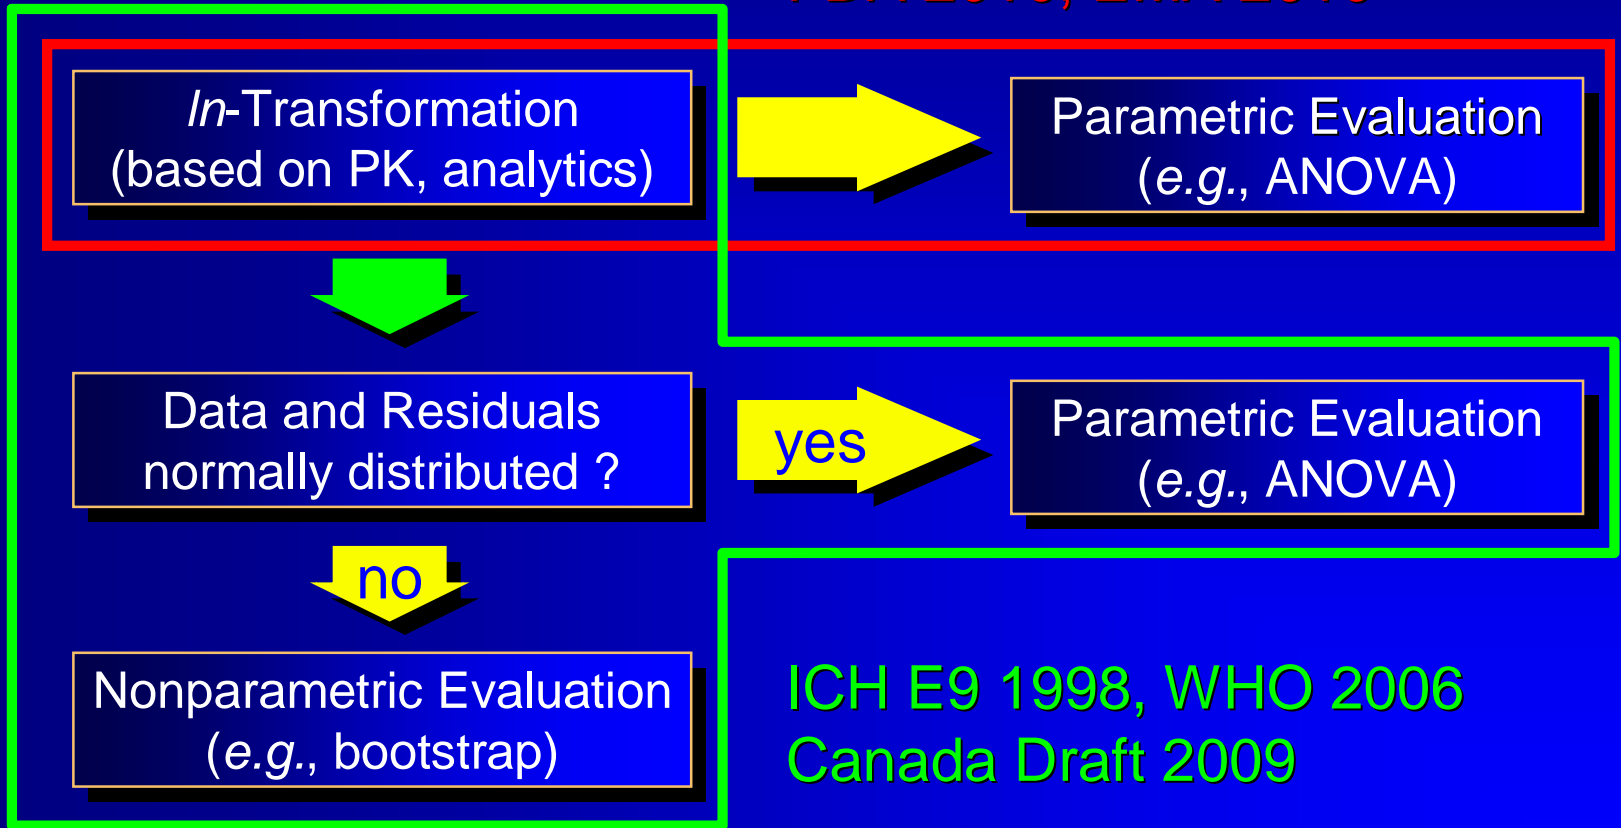 ln-Transformation
(based on PK, analytics)
Parametric Evaluation
(e.g., ANOVA)
Data and Residuals
normally distributed ?
yes
Parametric Evaluation
(e.g., ANOVA)
no
Nonparametric Evaluation
(e.g., bootstrap)
ICH E9 1998, WHO 2006
Canada Draft 2009